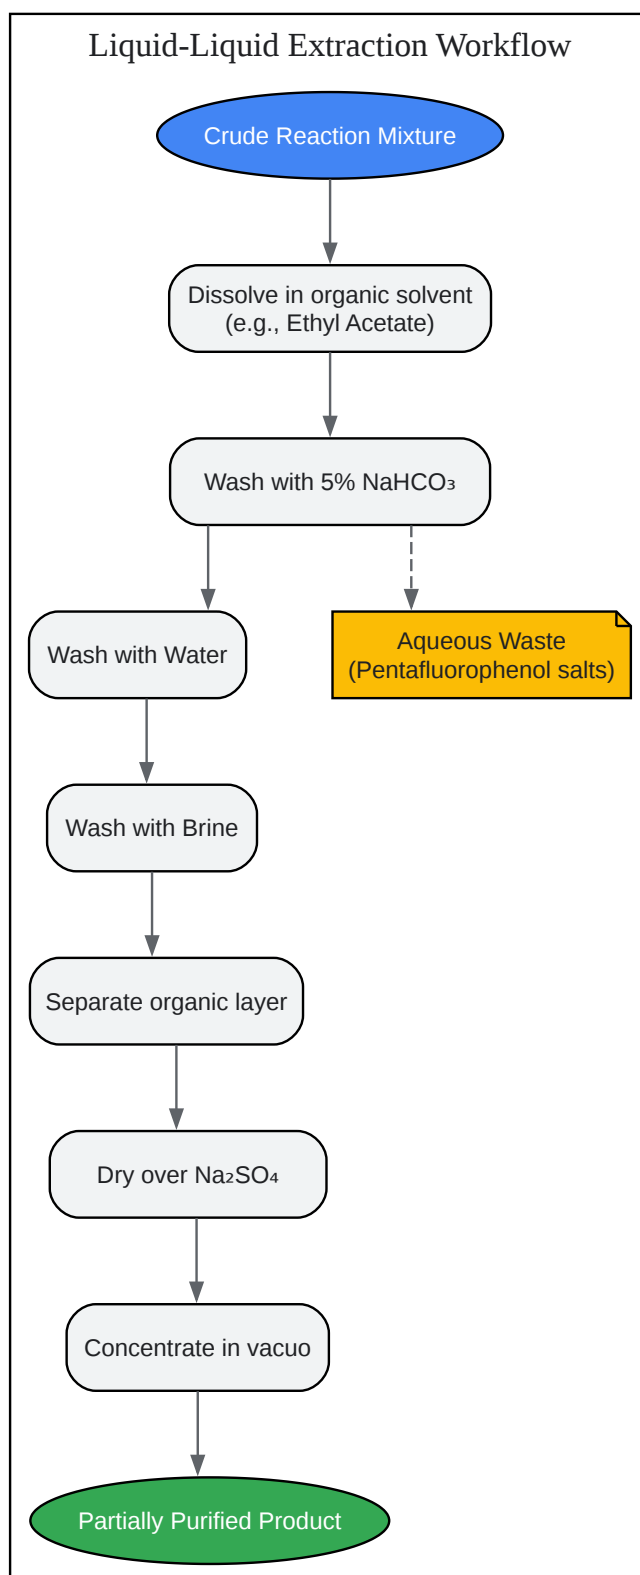 Liquid-Liquid Extraction Workflow
Crude Reaction Mixture
Dissolve in organic solvent
(e.g., Ethyl Acetate)
Wash with 5% NaHCO₃
Wash with Water
Aqueous Waste
(Pentafluorophenol salts)
Wash with Brine
Separate organic layer
Dry over Na₂SO₄
Concentrate in vacuo
Partially Purified Product